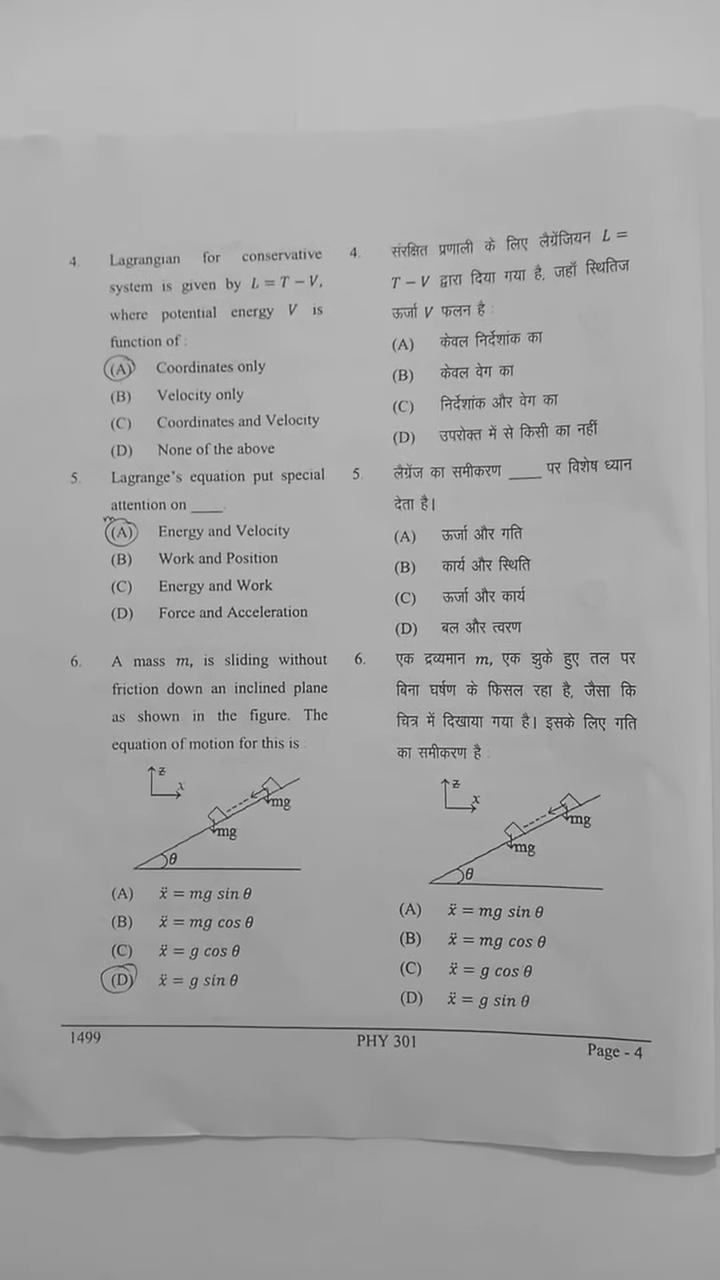 4. Lagrangian for conservative
system is given by L = T – V,
where potential energy V is
function of :
(A) Coordinates only
(B) Velocity only
(C) Coordinates and Velocity
(D) None of the above
5. Lagrange's equation put special
attention on ____.
(A) Energy and Velocity
(B) Work and Position
(C) Energy and Work
(D) Force and Acceleration
6. A mass m, is sliding without
friction down an inclined plane
as shown in the figure. The
equation of motion for this is :
z
x
mg
mg
θ
(A) ẍ = mg sin θ
(B) ẍ = mg cos θ
(C) ẍ = g cos θ
(D) ẍ = g sin θ
4. संरक्षित प्रणाली के लिए लैग्रेंजियन L =
T – V द्वारा दिया गया है, जहाँ स्थितिज
ऊर्जा V फलन है :
(A) केवल निर्देशांक का
(B) केवल वेग का
(C) निर्देशांक और वेग का
(D) उपरोक्त में से किसी का नहीं
5. लैग्रेंज का समीकरण ____ पर विशेष ध्यान
देता है।
(A) ऊर्जा और गति
(B) कार्य और स्थिति
(C) ऊर्जा और कार्य
(D) बल और त्वरण
6. एक द्रव्यमान m, एक झुके हुए तल पर
बिना घर्षण के फिसल रहा है, जैसा कि
चित्र में दिखाया गया है। इसके लिए गति
का समीकरण है :
z
x
mg
mg
θ
(A) ẍ = mg sin θ
(B) ẍ = mg cos θ
(C) ẍ = g cos θ
(D) ẍ = g sin θ
1499 PHY 301 Page - 4